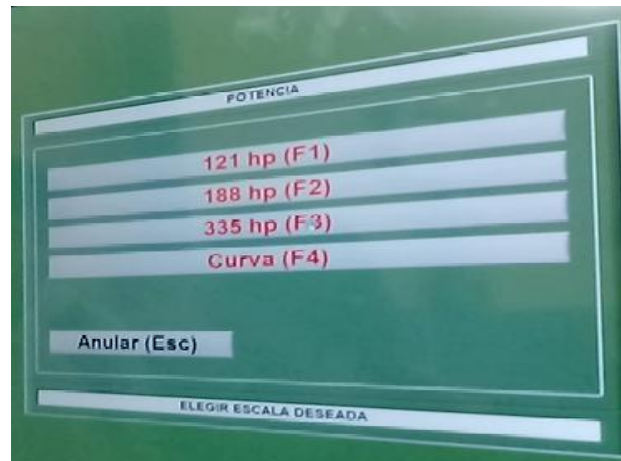 POTENCIA
121 hp (F1)
188 hp (F2)
335 hp (F3)
Curva (F4)
Anular (Esc)
ELEGIR ESCALA DESEADA